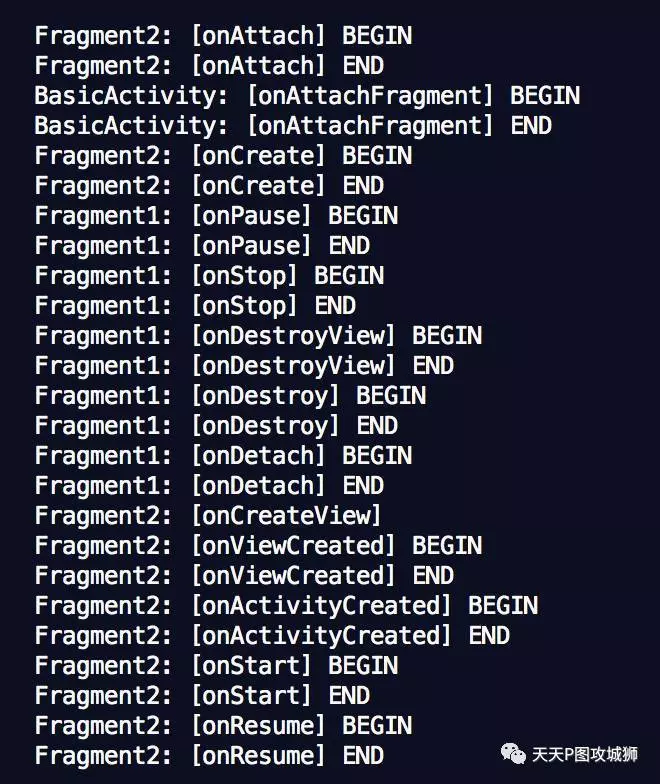 Fragment2: [onAttach] BEGIN
Fragment2: [onAttach] END
BasicActivity: [onAttachFragment] BEGIN
BasicActivity: [onAttachFragment] END
Fragment2: [onCreate] BEGIN
Fragment2: [onCreate] END
Fragment1: [onPause] BEGIN
Fragment1: [onPause] END
Fragment1: [onStop] BEGIN
Fragment1: [onStop] END
Fragment1: [onDestroyView] BEGIN
Fragment1: [onDestroyView] END
Fragment1: [onDestroy] BEGIN
Fragment1: [onDestroy] END
Fragment1: [onDetach] BEGIN
Fragment1: [onDetach] END
Fragment2: [onCreateView]
Fragment2: [onViewCreated] BEGIN
Fragment2: [onViewCreated] END
Fragment2: [onActivityCreated] BEGIN
Fragment2: [onActivityCreated] END
Fragment2: [onStart] BEGIN
Fragment2: [onStart] END
Fragment2: [onResume] BEGIN
Fragment2: [onResume] END
天天P图攻城狮